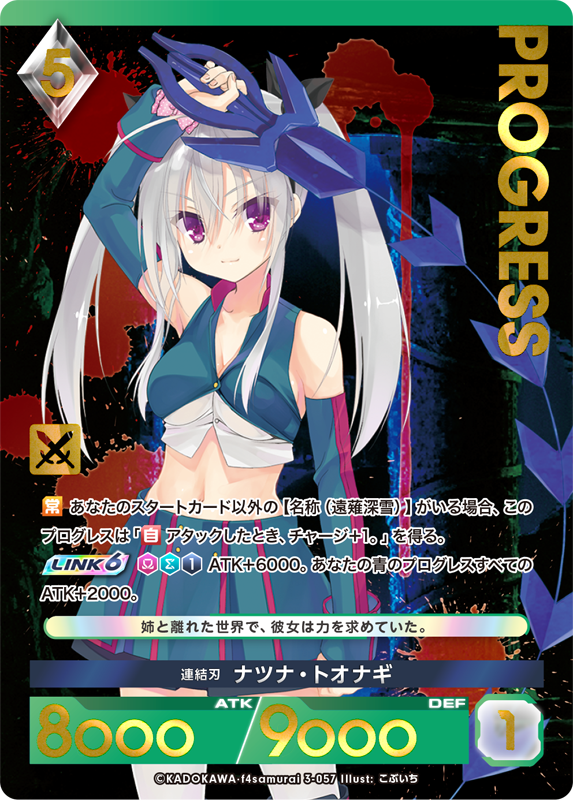 5
PROGRESS
常 あなたのスタートカード以外の【名称(遠薙深雪)】がいる場合、この
プログレスは「自 アタックしたとき、チャージ+1。」を得る。
LINK6 Ω Σ 1 ATK+6000。あなたの青のプログレスすべての
ATK+2000。
姉と離れた世界で、彼女は力を求めていた。
連結刃 ナツナ・トオナギ
ATK DEF
8000 9000 1
©KADOKAWA・f4samurai 3-057 Illust: こぶいち